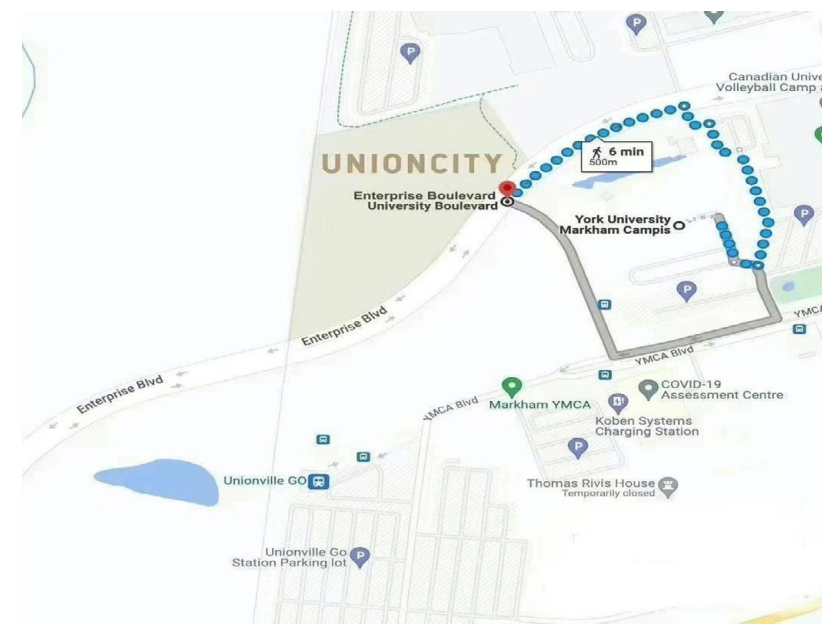 P
P
Canadian Unive
Volleyball Camp a
6 min
500m
UNIONCITY
Enterprise Boulevard
University Boulevard
York University
Markham Campis
P
P
YMCA
Enterprise Blvd
YMCA Blvd
Enterprise Blvd
COVID-19
Assessment Centre
Markham YMCA
YMCA Blvd
Koben Systems
Charging Station
P
Unionville GO
Thomas Rivis House
Temporarily closed
Unionville Go
Station Parking lot
P